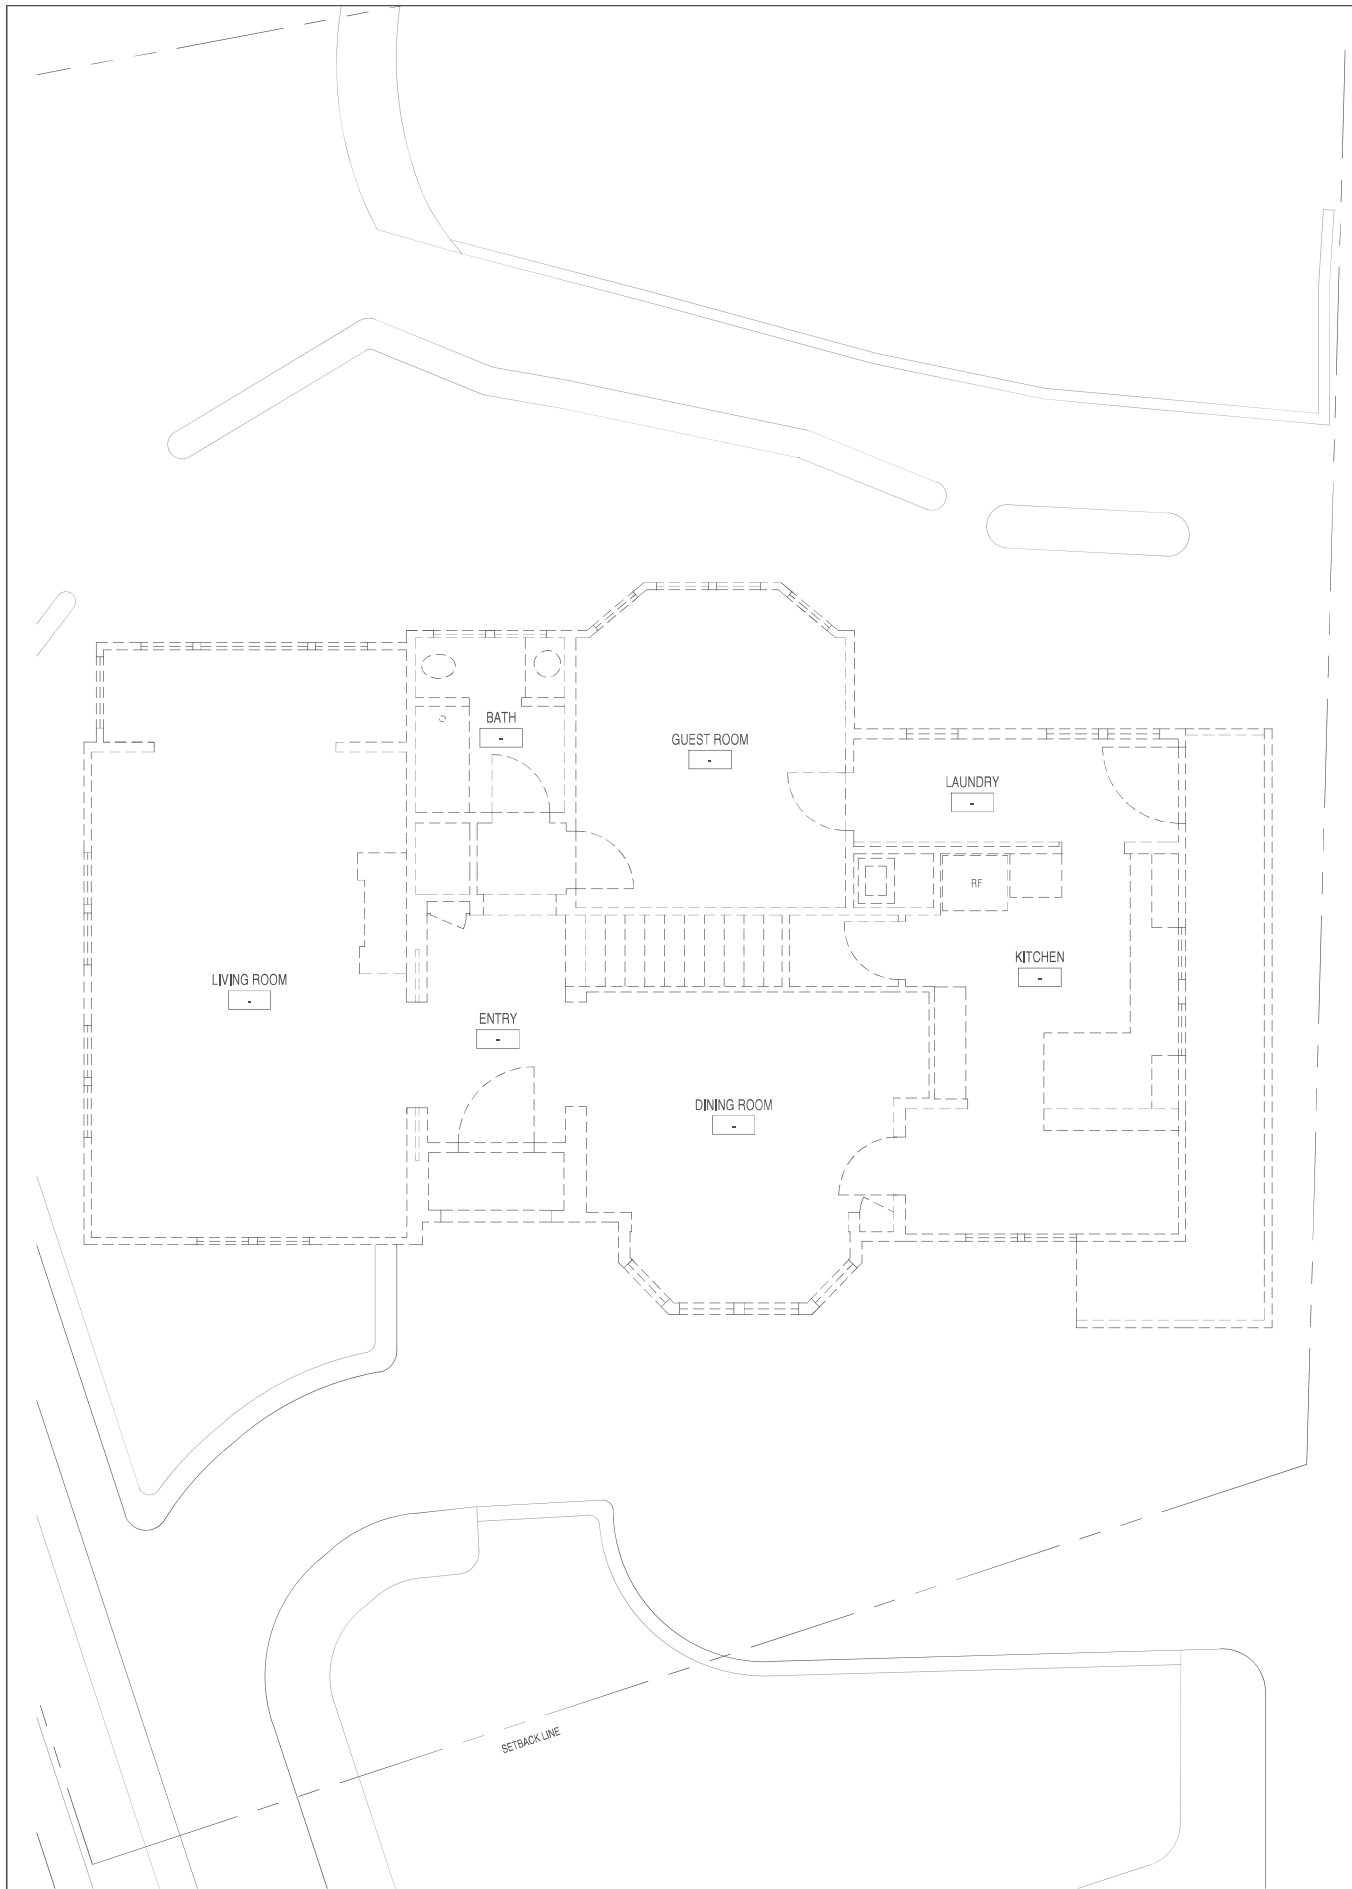 BATH
-
GUEST ROOM
-
LAUNDRY
-
RF
LIVING ROOM
-
KITCHEN
-
ENTRY
-
DINING ROOM
-
SETBACK LINE